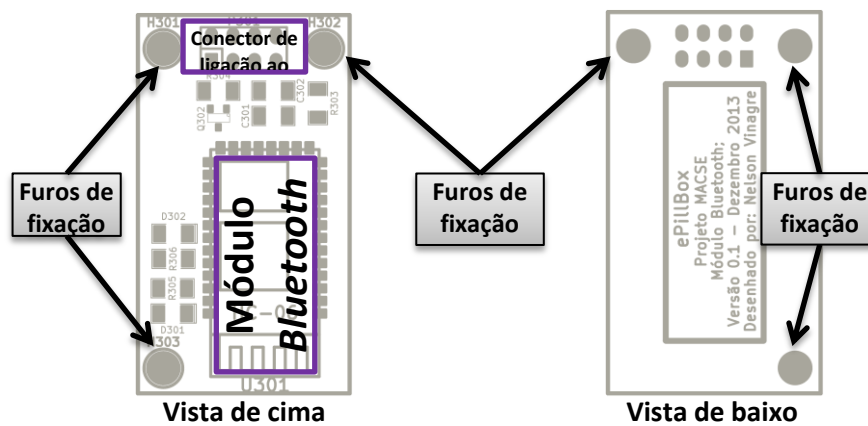 H301
H302
Conector de
ligação ao
R304
C302
R303
C301
Q302
Furos de
fixação
D302
R306
R305
D301
Módulo
Bluetooth
U301
Vista de cima
Furos de
fixação
ePillBox
Projeto MACSE
Módulo Bluetooth;
Versão 0.1 – Dezembro 2013
Desenhado por: Nelson Vinagre
Furos de
fixação
Vista de baixo